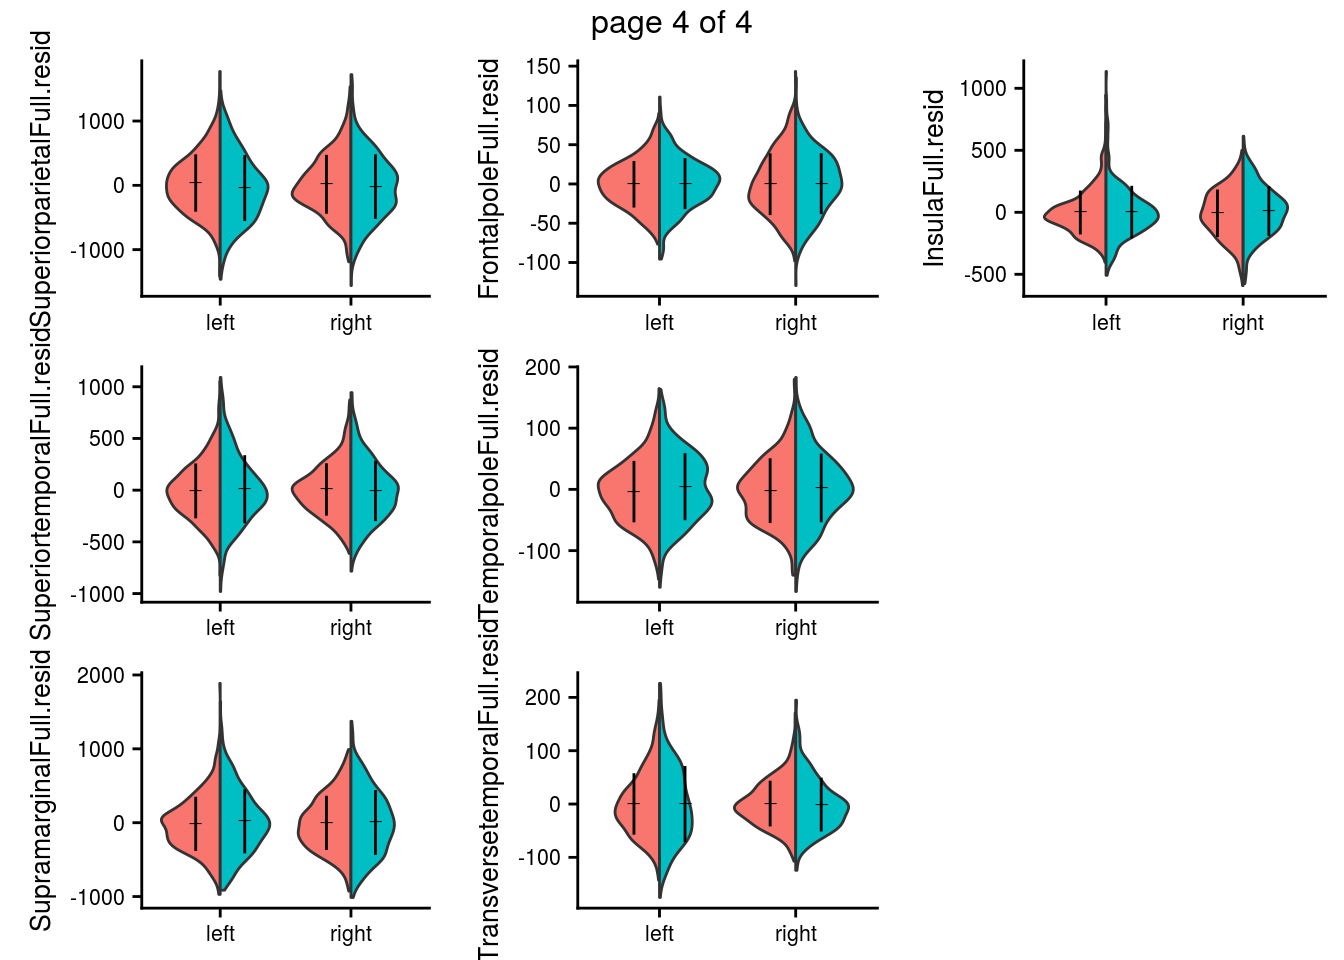 page 4 of 4
SuperiorparietalFull.resid
1000
0
-1000
left right
FrontalpoleFull.resid
150
100
50
0
-50
-100
left right
InsulaFull.resid
1000
500
0
-500
left right
SuperiortemporalFull.resid
1000
500
0
-500
-1000
left right
TemporalpoleFull.resid
200
100
0
-100
left right
SupramarginalFull.resid
2000
1000
0
-1000
left right
TransversetemporalFull.resid
200
100
0
-100
left right